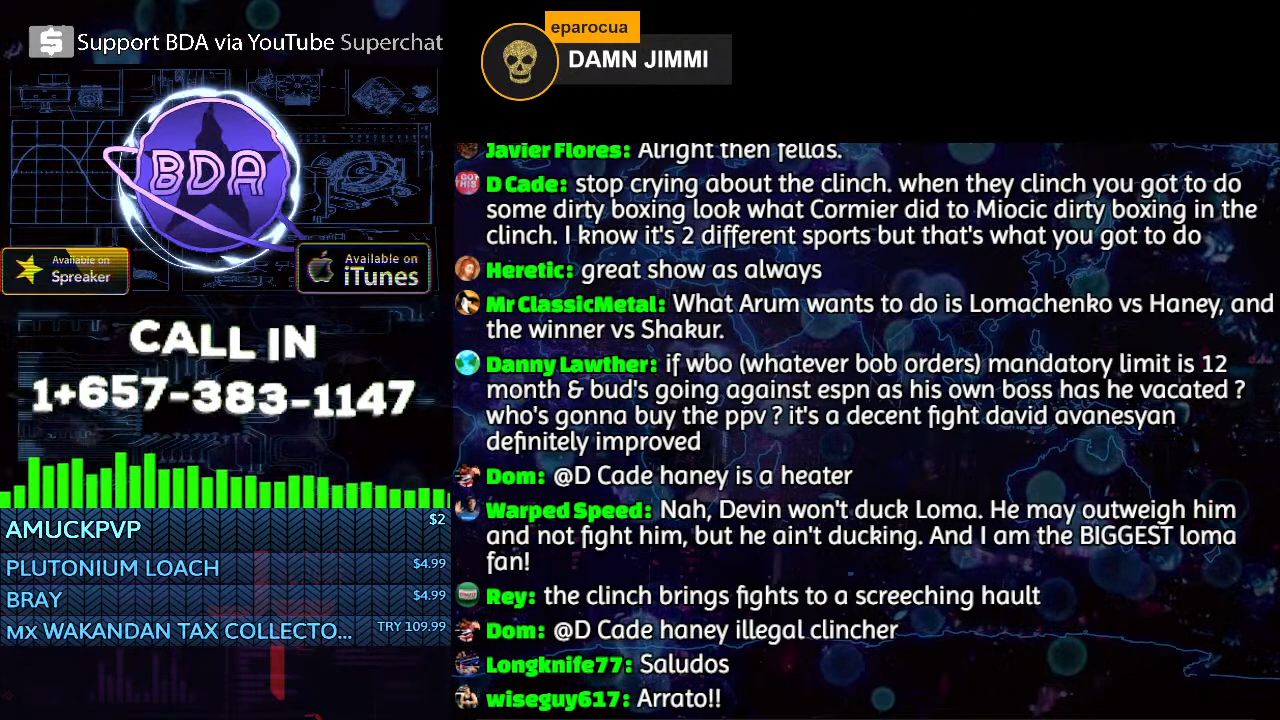 Support BDA via YouTube Superchat
eparocua
DAMN JIMMI
BDA
Available on
Spreaker
Available on
iTunes
CALL IN
1+657-383-1147
AMUCKPVP $2
PLUTONIUM LOACH $4.99
BRAY $4.99
MX WAKANDAN TAX COLLECTO... TRY 109.99
Javier Flores: Alright then fellas.
GOT THIS
D Cade: stop crying about the clinch. when they clinch you got to do
some dirty boxing look what Cormier did to Miocic dirty boxing in the
clinch. I know it's 2 different sports but that's what you got to do
Heretic: great show as always
Mr ClassicMetal: What Arum wants to do is Lomachenko vs Haney, and
the winner vs Shakur.
Danny Lawther: if wbo (whatever bob orders) mandatory limit is 12
month & bud's going against espn as his own boss has he vacated ?
who's gonna buy the ppv ? it's a decent fight david avanesyan
definitely improved
Dom: @D Cade haney is a heater
Warped Speed: Nah, Devin won't duck Loma. He may outweigh him
and not fight him, but he ain't ducking. And I am the BIGGEST loma
fan!
Rey: the clinch brings fights to a screeching hault
Dom: @D Cade haney illegal clincher
Longknife77: Saludos
wiseguy617: Arrato!!